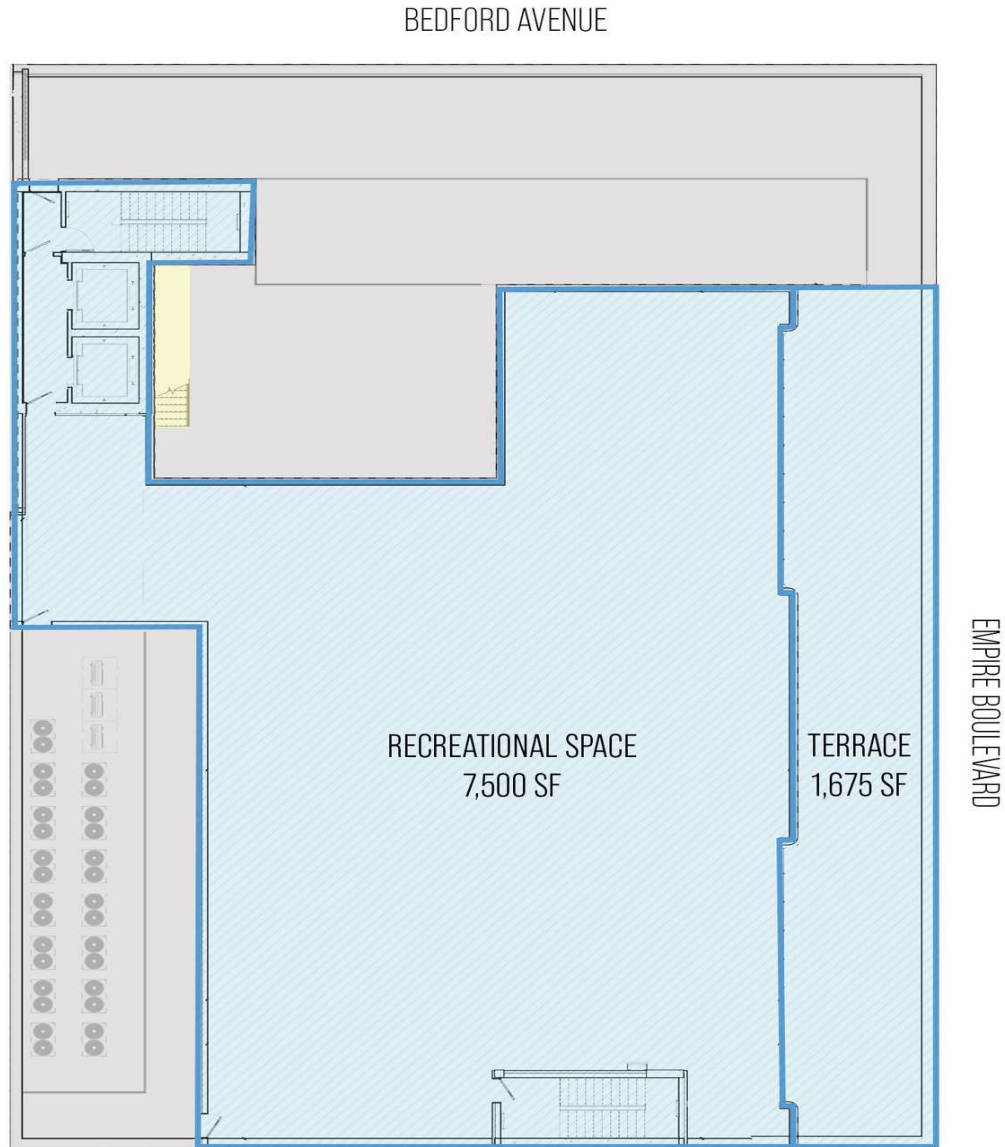 BEDFORD AVENUE
RECREATIONAL SPACE
7,500 SF
TERRACE
1,675 SF
EMPIRE BOULEVARD